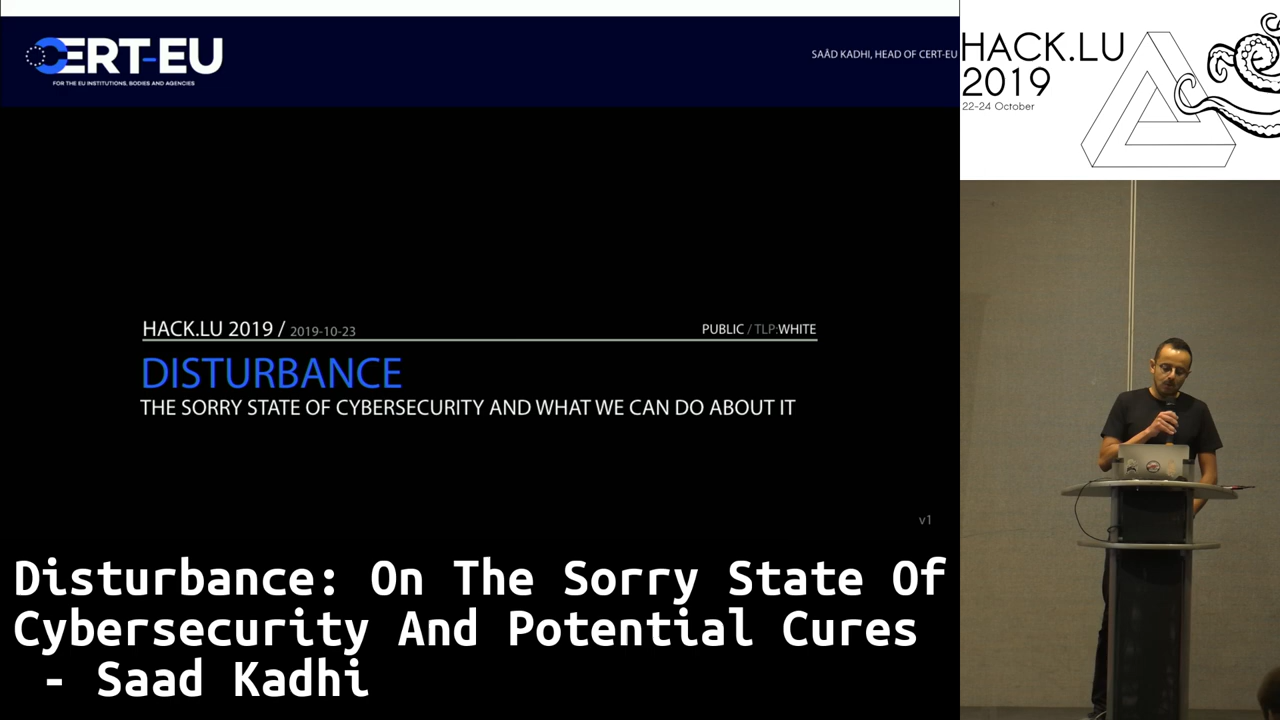 CERT-EU
FOR THE EU INSTITUTIONS, BODIES AND AGENCIES
SAÂD KADHI, HEAD OF CERT-EU
HACK.LU
2019
22-24 October
HACK.LU 2019 / 2019-10-23
PUBLIC / TLP:WHITE
DISTURBANCE
THE SORRY STATE OF CYBERSECURITY AND WHAT WE CAN DO ABOUT IT
v1
Disturbance: On The Sorry State Of
Cybersecurity And Potential Cures
- Saad Kadhi